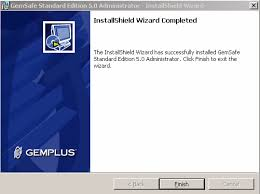 GemSafe Standard Edition 5.0 Administrator - InstallShield Wizard
InstallShield Wizard Completed
The InstallShield Wizard has successfully installed GemSafe
Standard Edition 5.0 Administrator. Click Finish to exit the
wizard.
GEMPLUS
< Back
Finish
Cancel